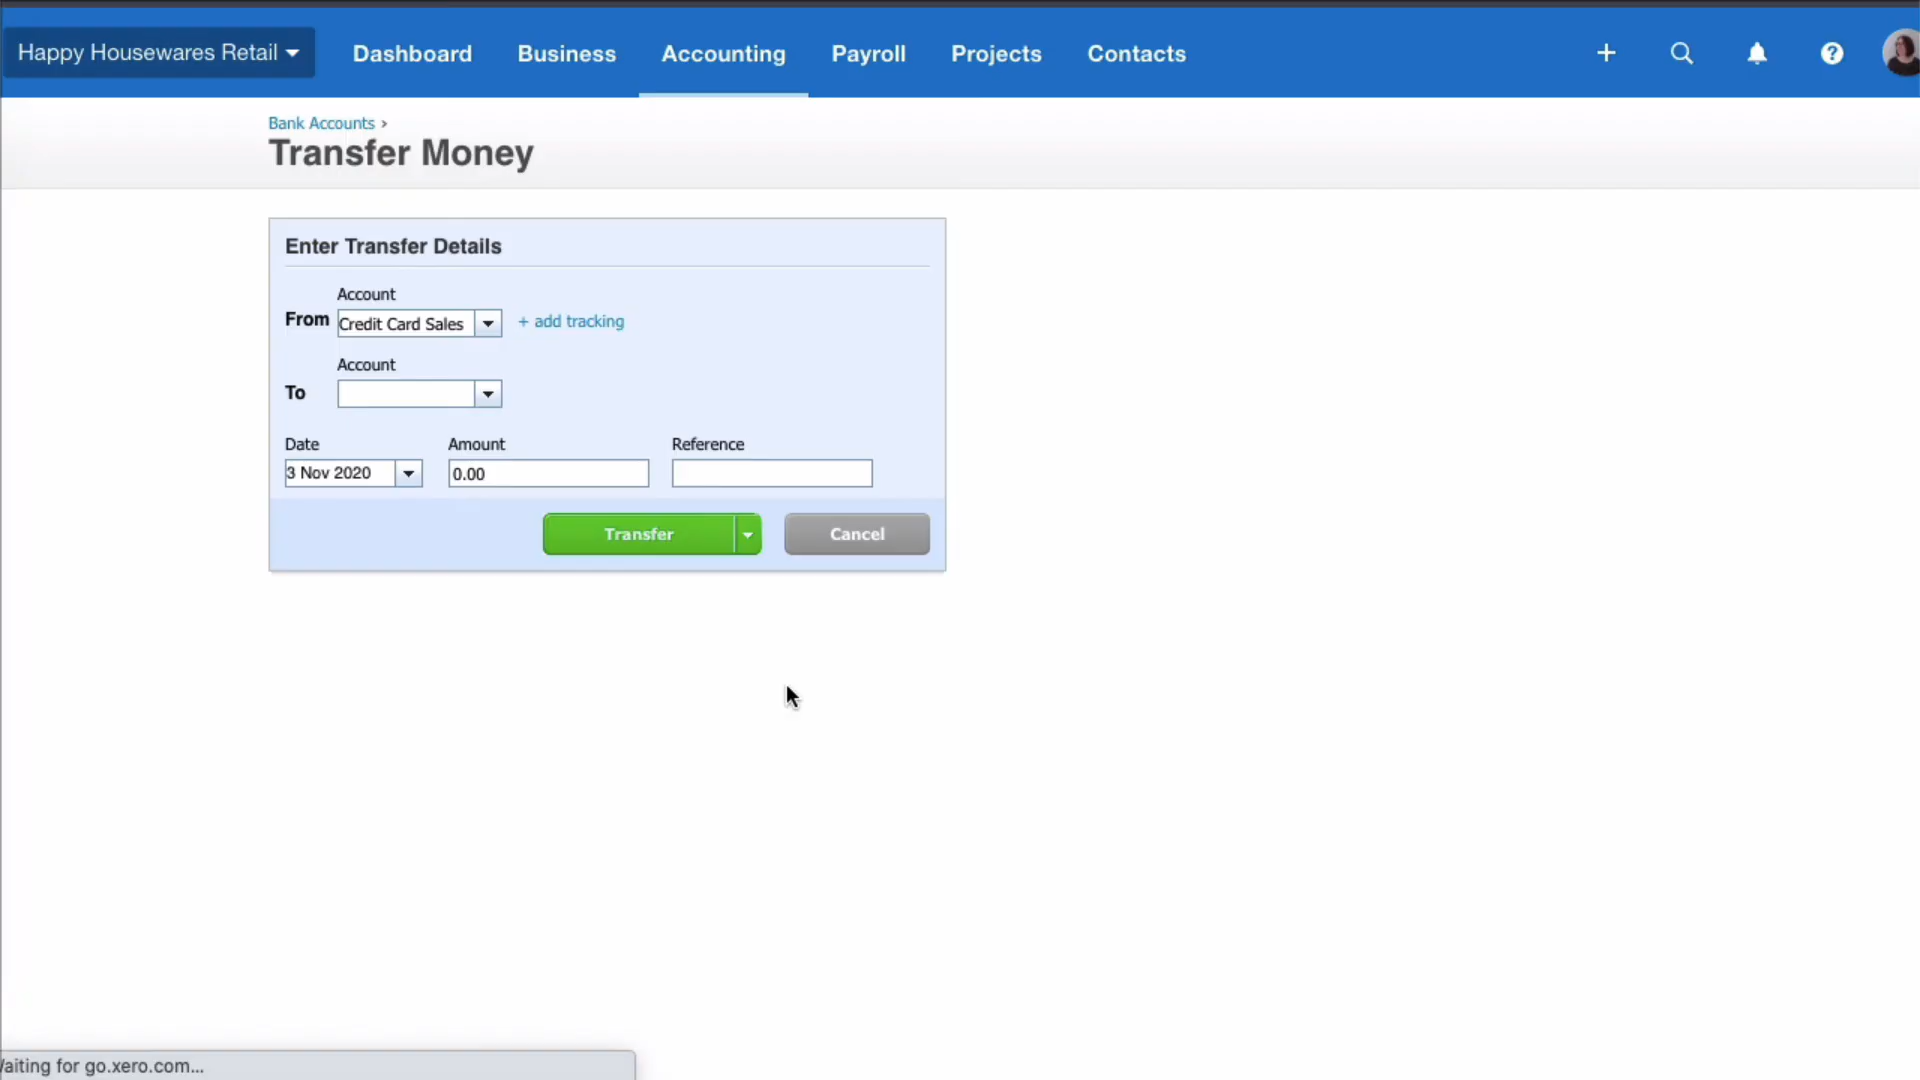 Happy Housewares Retail
Dashboard
Business
Accounting
Payroll
Projects
Contacts
Bank Accounts ›
Transfer Money
Enter Transfer Details
Account
From
Credit Card Sales
+ add tracking
Account
To
Date
Amount
Reference
3 Nov 2020
0.00
Transfer
Cancel
aiting for go.xero.com...